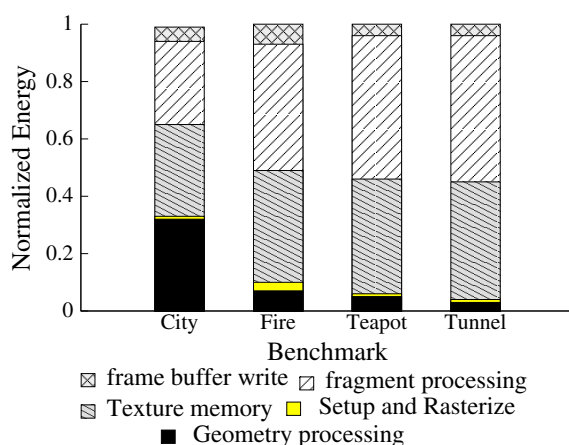 Normalized Energy
1
0.8
0.6
0.4
0.2
0
City Fire Teapot Tunnel
Benchmark
frame buffer write fragment processing
Texture memory Setup and Rasterize
Geometry processing